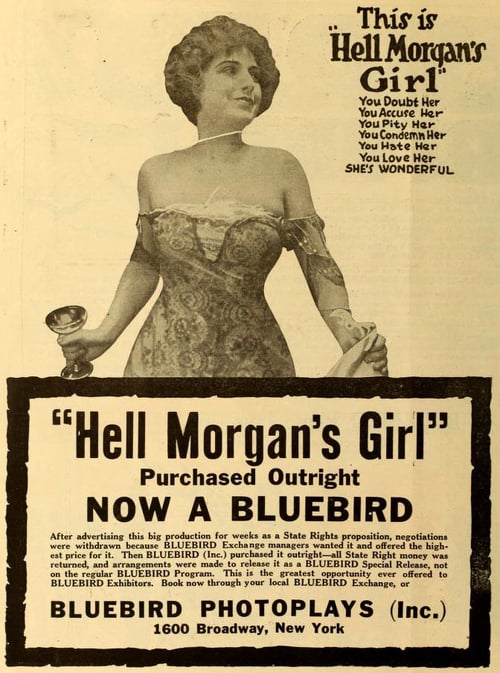 This is
"Hell Morgan's
Girl"
You Doubt Her
You Accuse Her
You Pity Her
You Condemn Her
You Hate Her
You Love Her
SHE'S WONDERFUL
"Hell Morgan's Girl"
Purchased Outright
NOW A BLUEBIRD
After advertising this big production for weeks as a State Rights proposition, negotiations
were withdrawn because BLUEBIRD Exchange managers wanted it and offered the high-
est price for it. Then BLUEBIRD (Inc.) purchased it outright—all State Right money was
returned, and arrangements were made to release it as a BLUEBIRD Special Release, not
on the regular BLUEBIRD Program. This is the greatest opportunity ever offered to
BLUEBIRD Exhibitors. Book now through your local BLUEBIRD Exchange, or
BLUEBIRD PHOTOPLAYS (Inc.)
1600 Broadway, New York